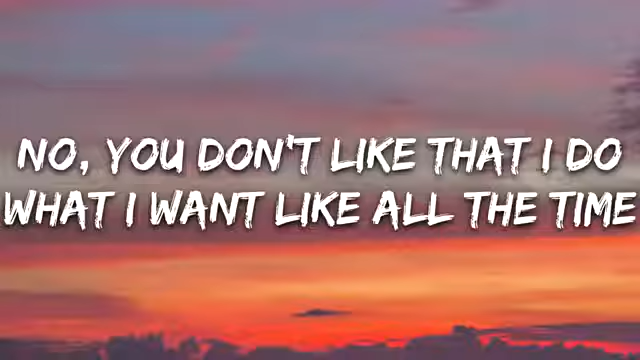 NO, YOU DON'T LIKE THAT I DO
WHAT I WANT LIKE ALL THE TIME